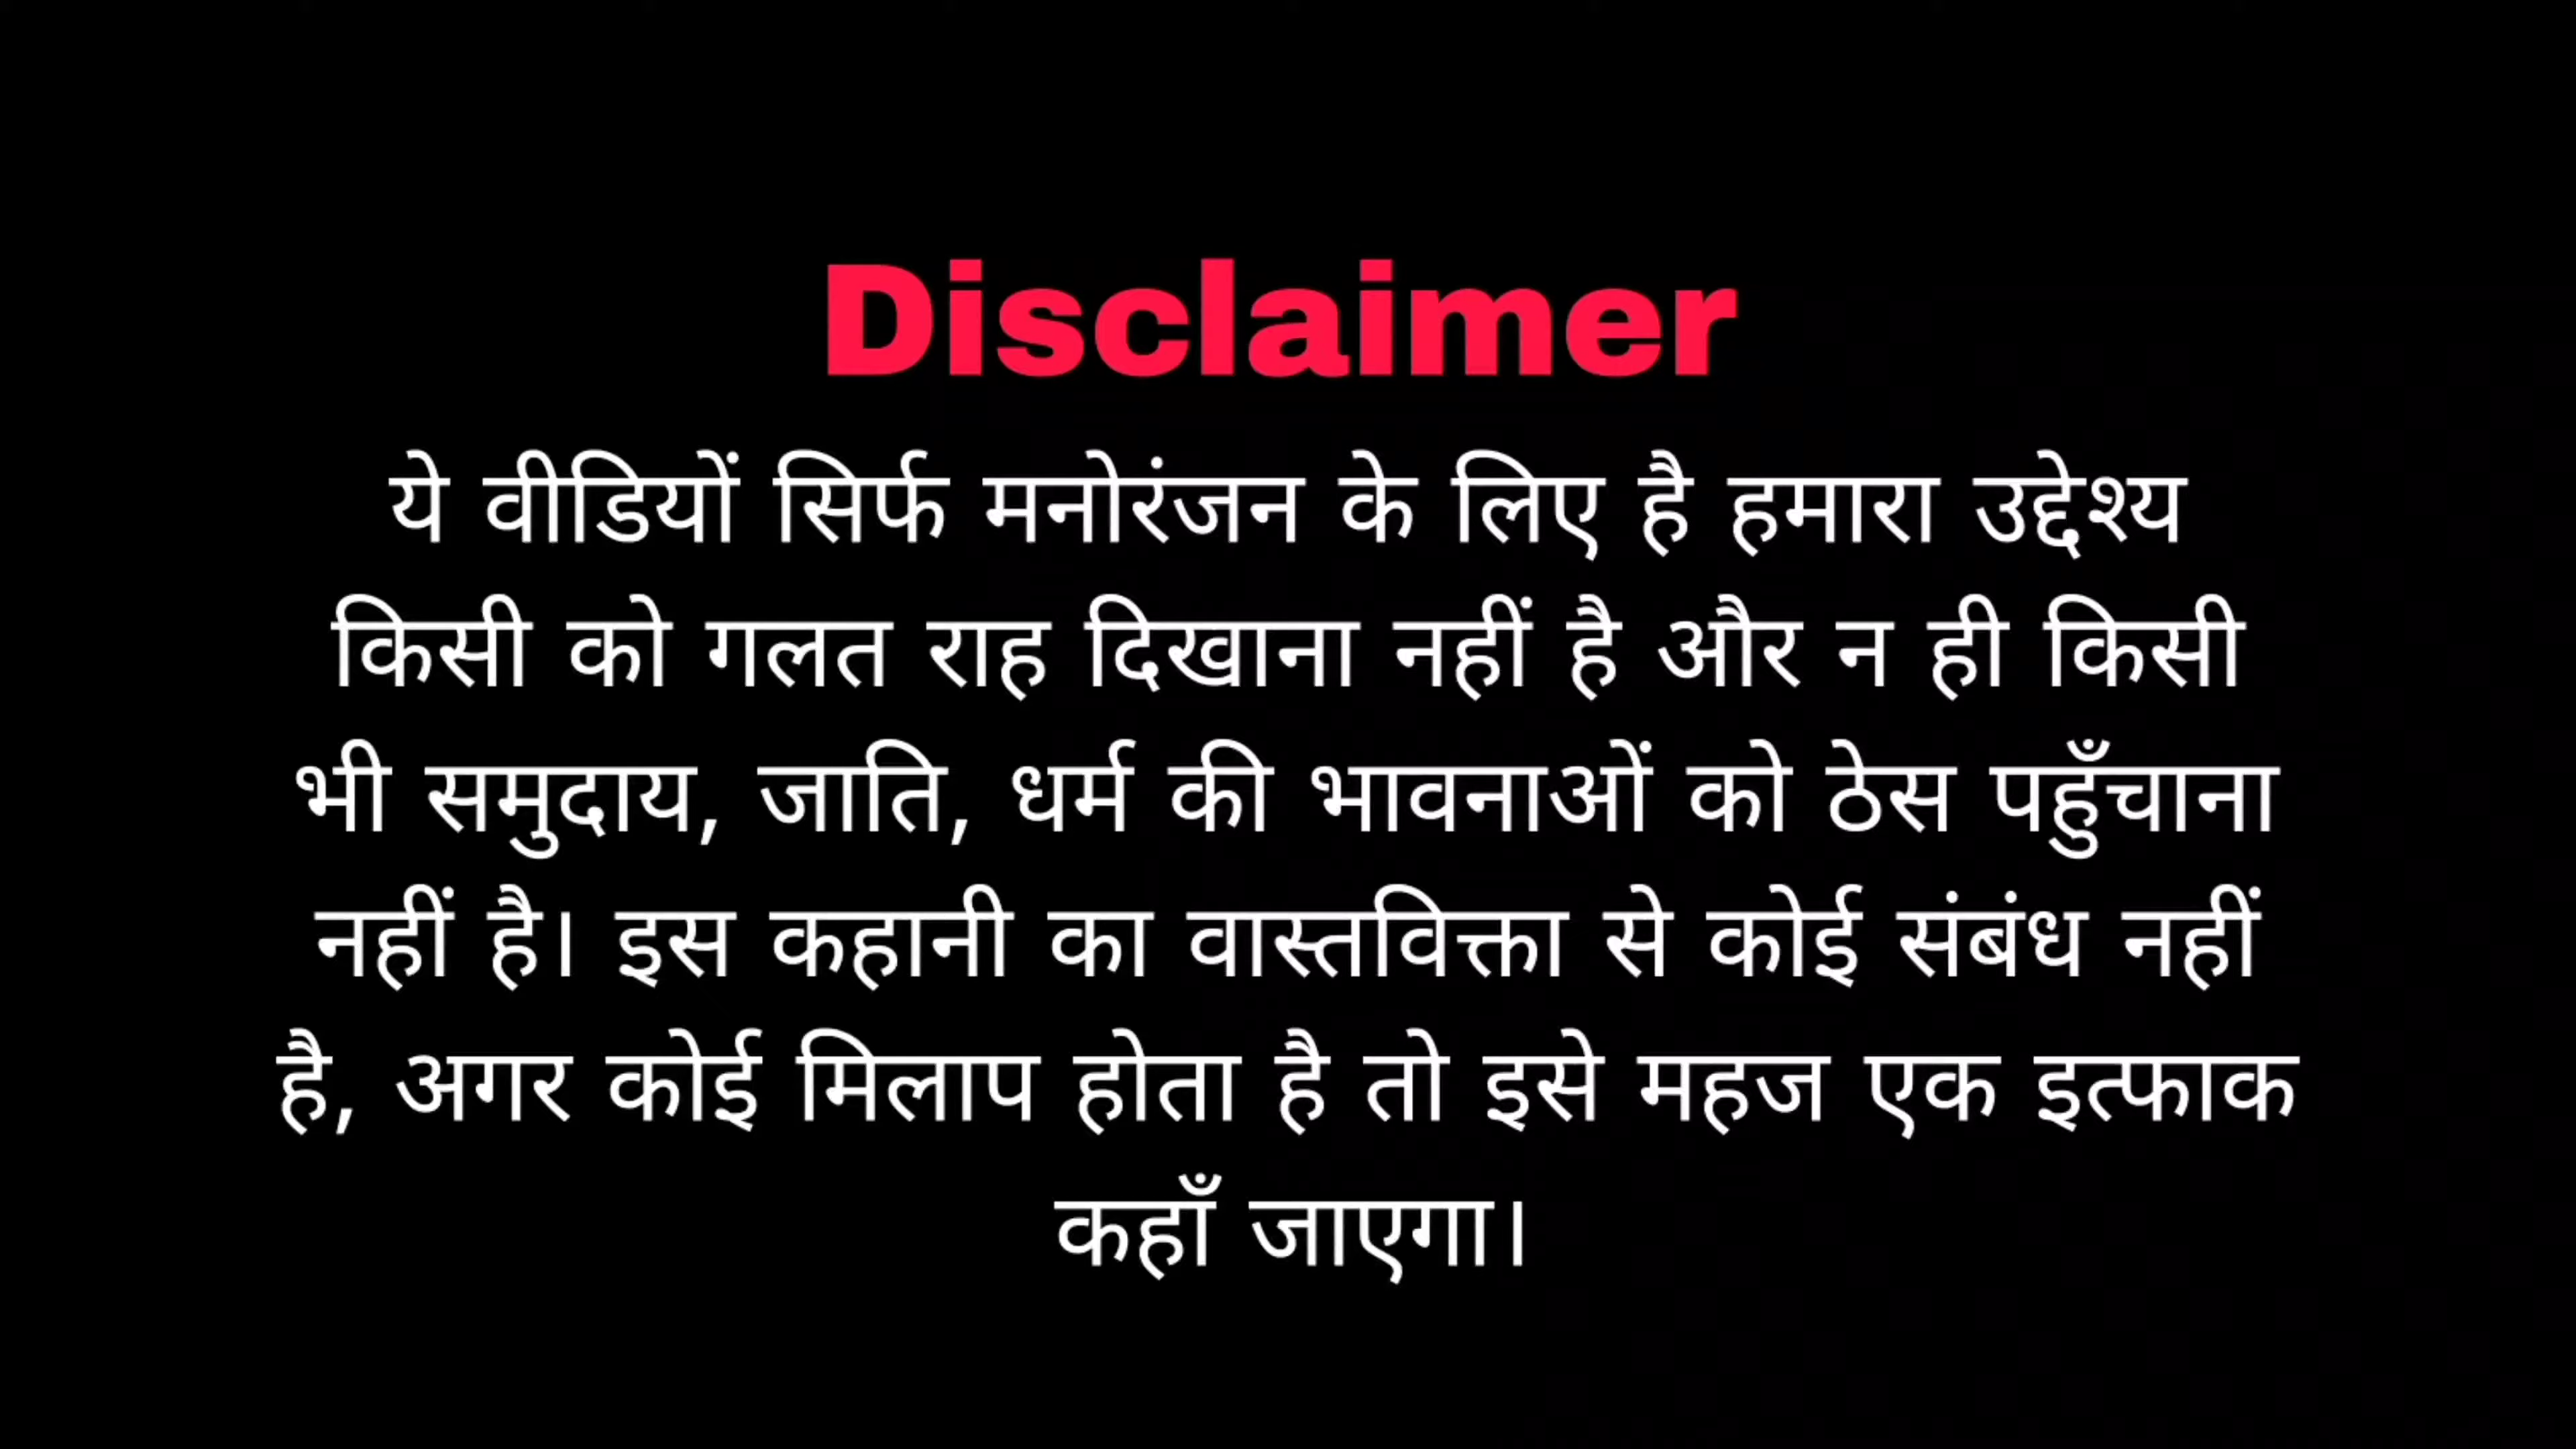 Disclaimer
ये वीडियों सिर्फ मनोरंजन के लिए है हमारा उद्देश्य
किसी को गलत राह दिखाना नहीं है और न ही किसी
भी समुदाय, जाति, धर्म की भावनाओं को ठेस पहुँचाना
नहीं है। इस कहानी का वास्तविक्ता से कोई संबंध नहीं
है, अगर कोई मिलाप होता है तो इसे महज एक इत्फाक
कहाँ जाएगा।